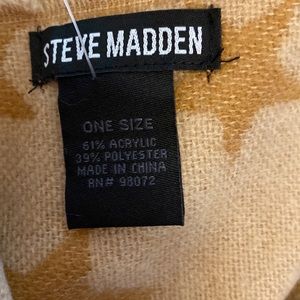 STEVE MADDEN
ONE SIZE
61% ACRYLIC
39% POLYESTER
MADE IN CHINA
RN# 98072